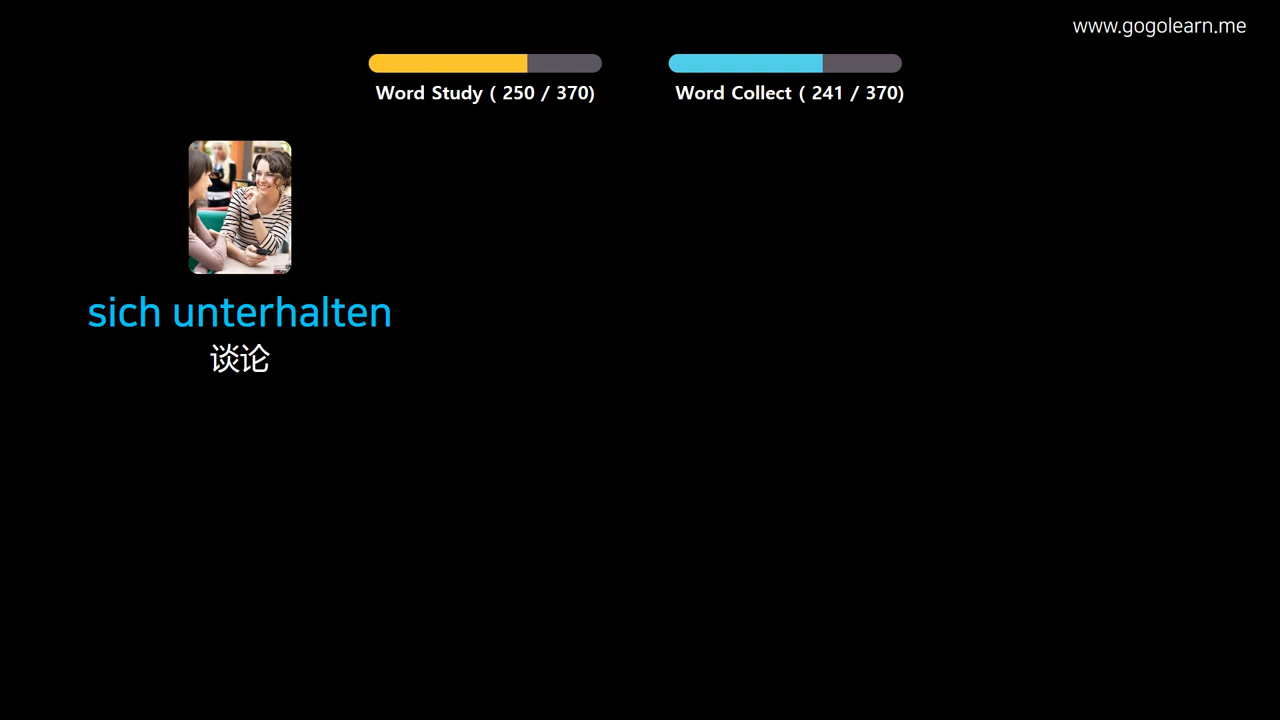 www.gogolearn.me
Word Study ( 250 / 370)
Word Collect ( 241 / 370)
sich unterhalten
谈论